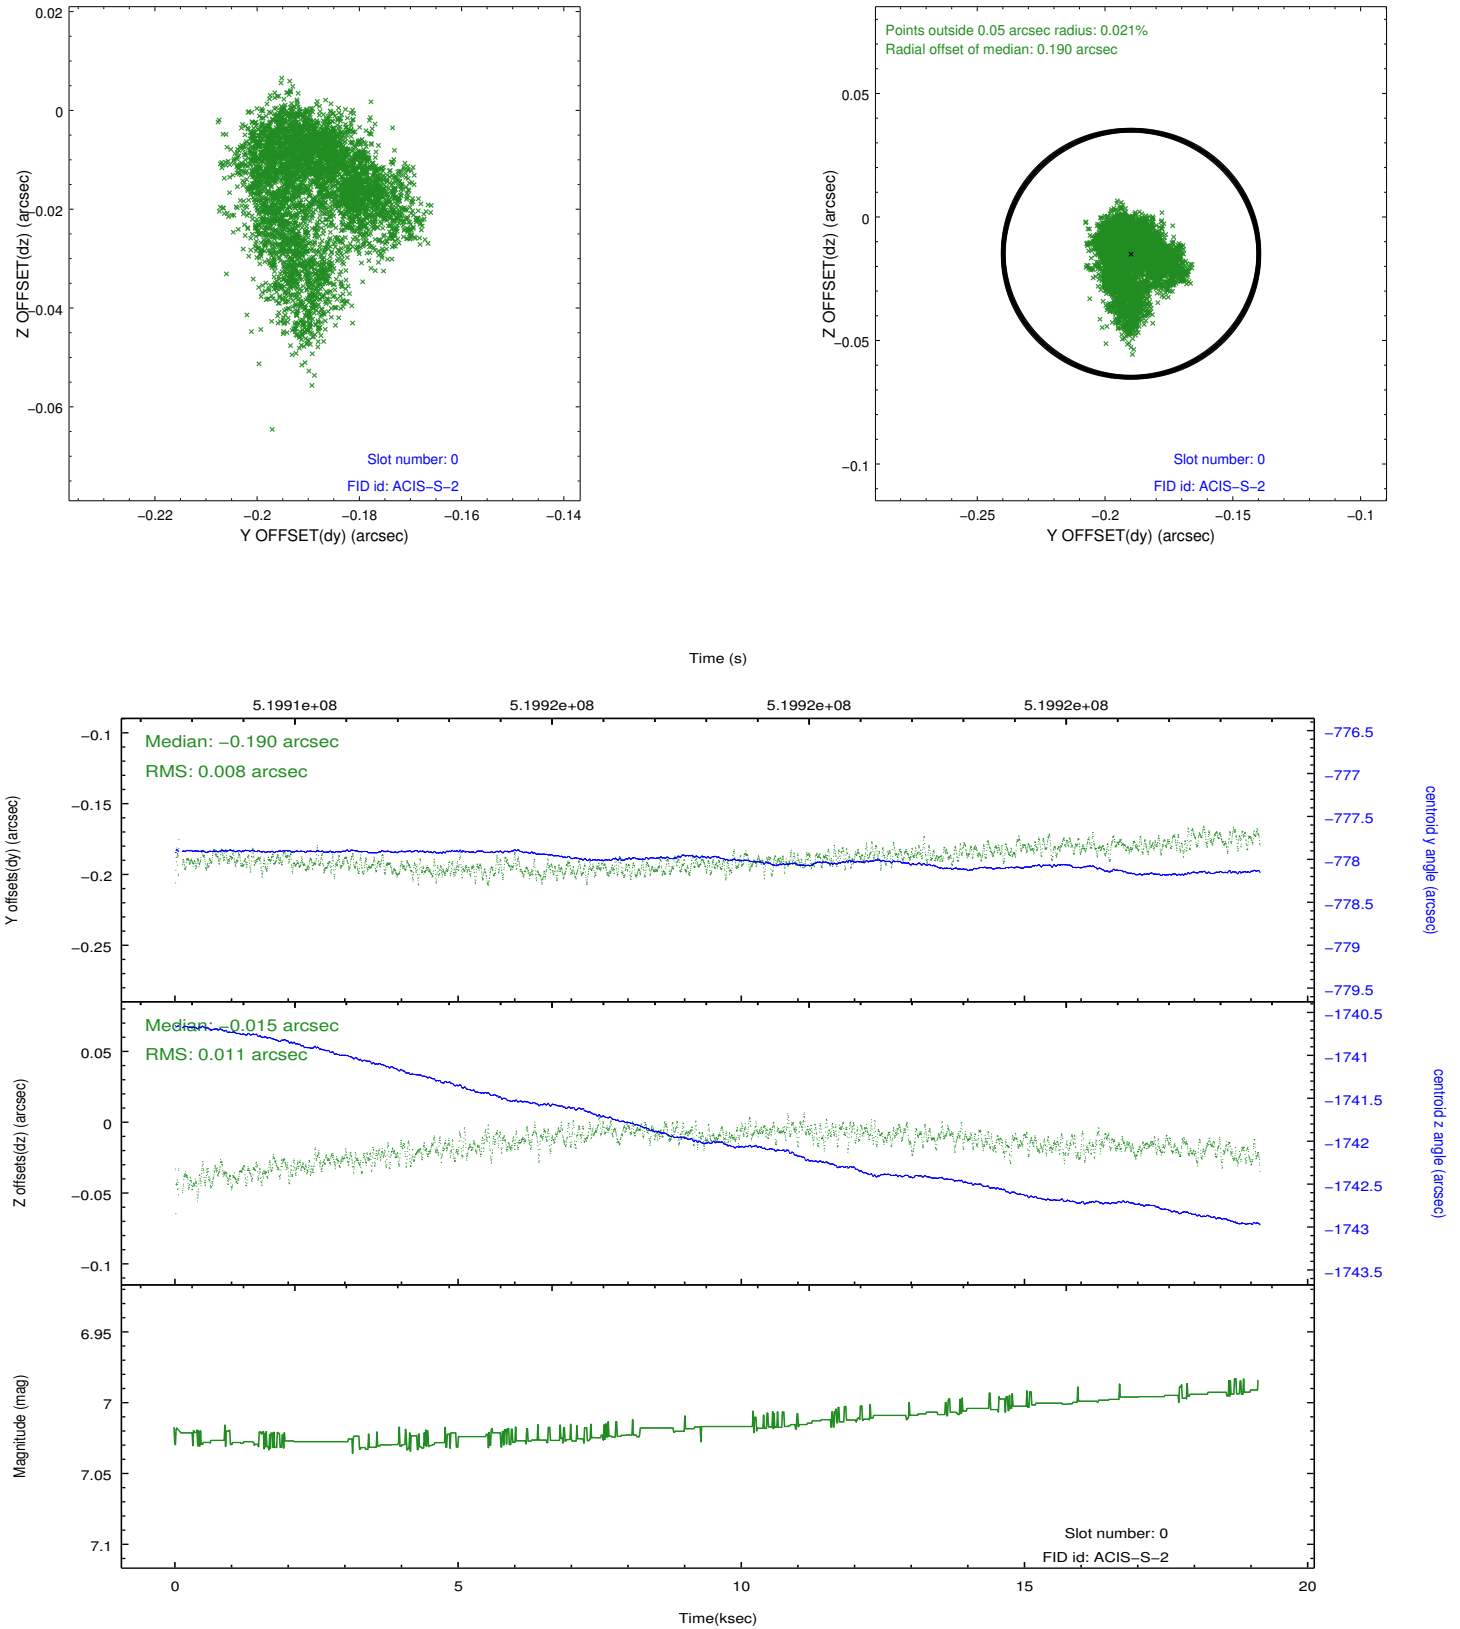 0.02
0
−0.02
−0.04
−0.06
Z OFFSET(dz) (arcsec)
Slot number: 0
FID id: ACIS−S−2
−0.22 −0.2 −0.18 −0.16 −0.14
Y OFFSET(dy) (arcsec)
Points outside 0.05 arcsec radius: 0.021%
Radial offset of median: 0.190 arcsec
0.05
0
−0.05
−0.1
Z OFFSET(dz) (arcsec)
Slot number: 0
FID id: ACIS−S−2
−0.25 −0.2 −0.15 −0.1
Y OFFSET(dy) (arcsec)
Time (s)
5.1991e+08 5.1992e+08 5.1992e+08 5.1992e+08
Median: −0.190 arcsec
RMS: 0.008 arcsec
−0.1
−0.15
−0.2
−0.25
Y offsets(dy) (arcsec)
−776.5
−777
−777.5
−778
−778.5
−779
−779.5
centroid y angle (arcsec)
Median: −0.015 arcsec
RMS: 0.011 arcsec
0.05
0
−0.05
−0.1
Z offsets(dz) (arcsec)
−1740.5
−1741
−1741.5
−1742
−1742.5
−1743
−1743.5
centroid z angle (arcsec)
6.95
7
7.05
7.1
Magnitude (mag)
Slot number: 0
FID id: ACIS−S−2
0 5 10 15 20
Time(ksec)